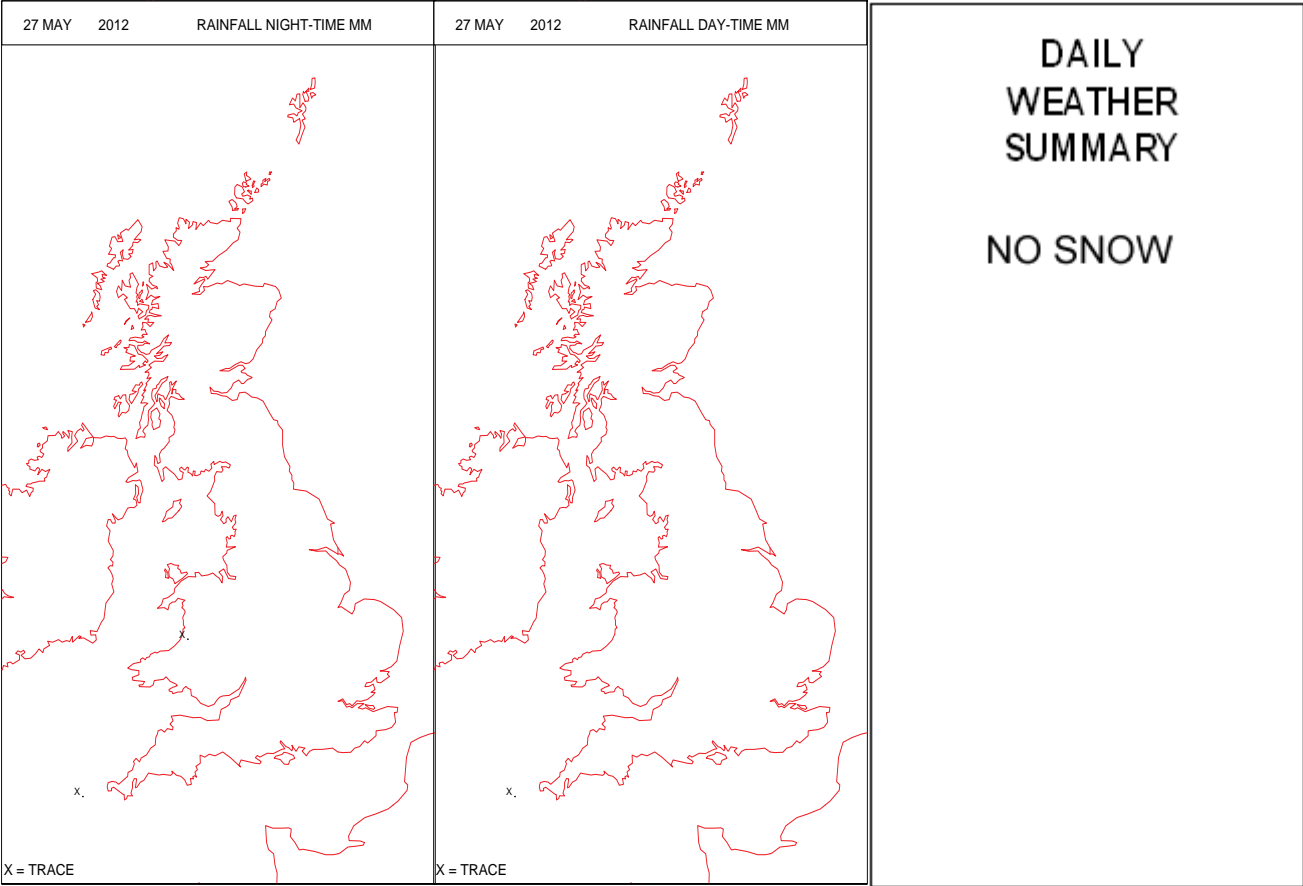 27 MAY 2012 RAINFALL NIGHT-TIME MM
x.
x.
X = TRACE
27 MAY 2012 RAINFALL DAY-TIME MM
x.
X = TRACE
DAILY
WEATHER
SUMMARY
NO SNOW